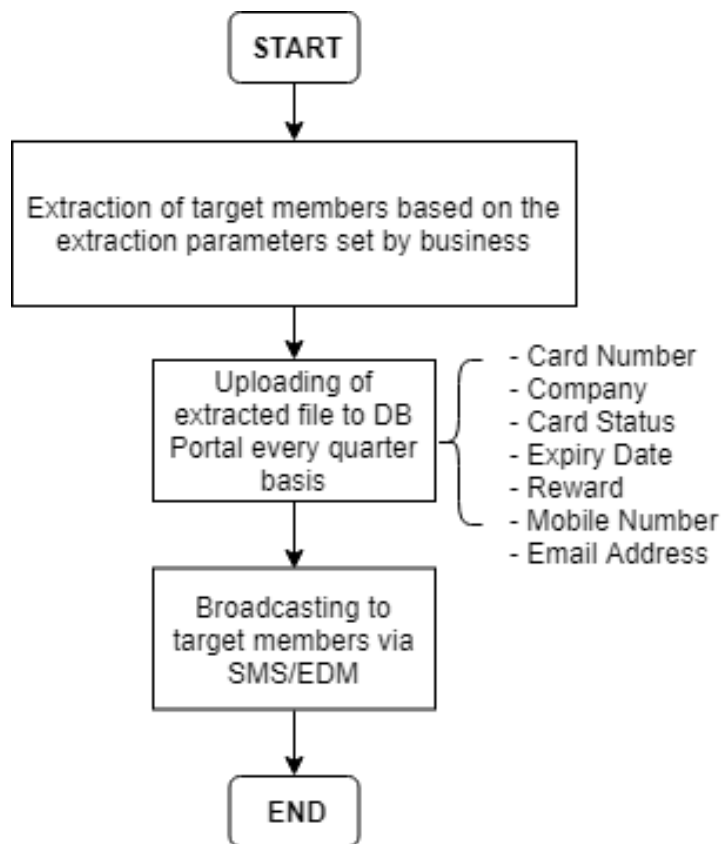 START
Extraction of target members based on the
extraction parameters set by business
Uploading of
extracted file to DB
Portal every quarter
basis
- Card Number
- Company
- Card Status
- Expiry Date
- Reward
- Mobile Number
- Email Address
Broadcasting to
target members via
SMS/EDM
END